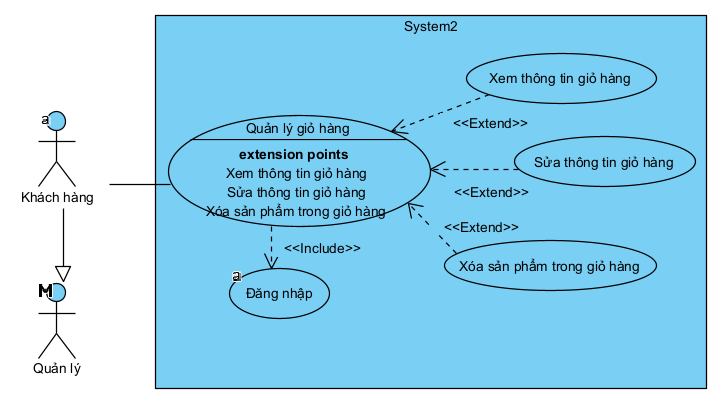 System2
Xem thông tin giỏ hàng
a
<<Extend>>
Quản lý giỏ hàng
extension points
Xem thông tin giỏ hàng
Sửa thông tin giỏ hàng
Xóa sản phẩm trong giỏ hàng
Sửa thông tin giỏ hàng
<<Extend>>
Khách hàng
<<Extend>>
<<Include>>
Xóa sản phẩm trong giỏ hàng
a
Đăng nhập
M
Quản lý